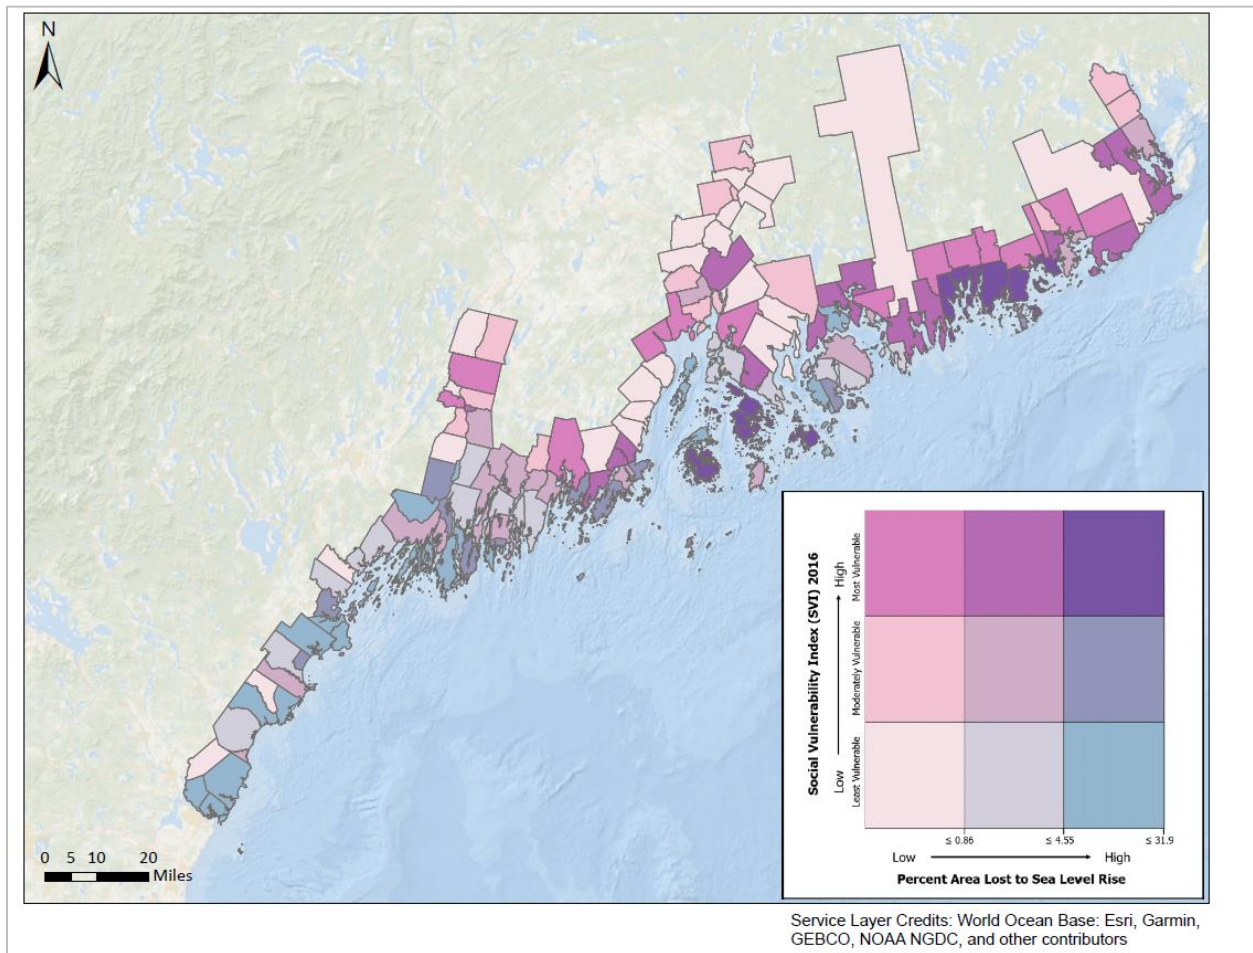 N
0 5 10 20
Miles
Social Vulnerability Index (SVI) 2016
Low
High
Most Vulnerable
Moderately Vulnerable
Least Vulnerable
≤ 0.86
≤ 4.55
≤ 31.9
Low
High
Percent Area Lost to Sea Level Rise
Service Layer Credits: World Ocean Base: Esri, Garmin,
GEBCO, NOAA NGDC, and other contributors